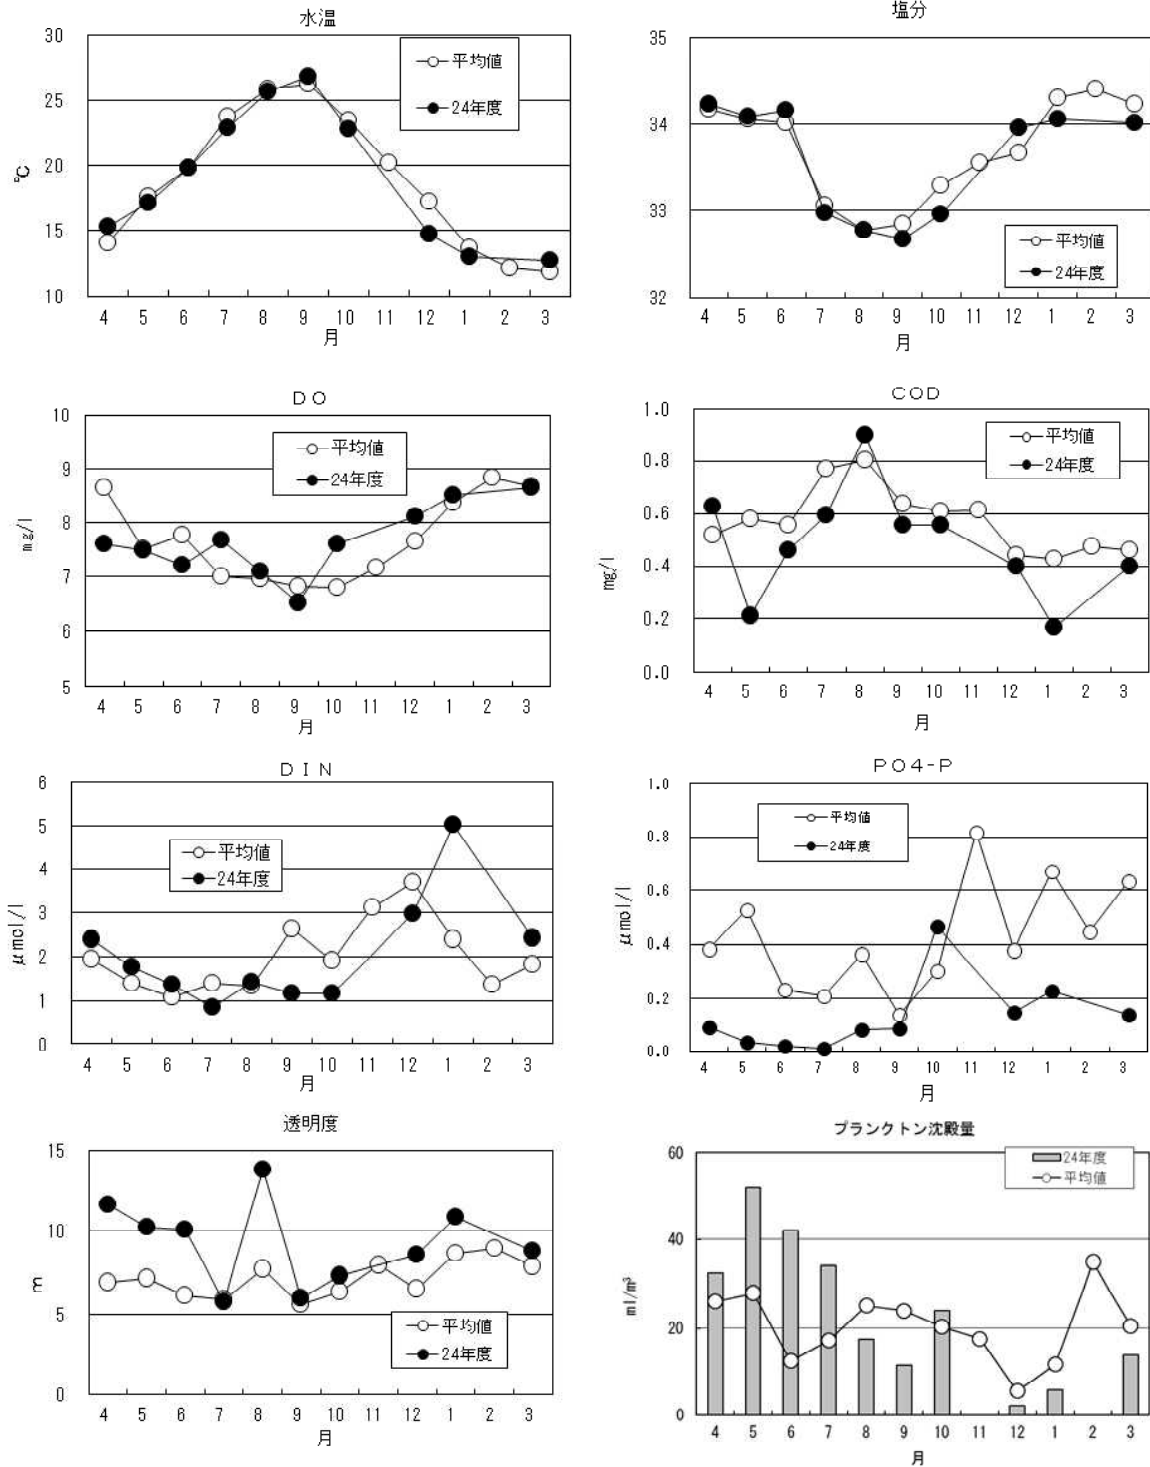 水温
30
25
20
15
10
℃
平均値
24年度
4 5 6 7 8 9 10 11 12 1 2 3
月
塩分
35
34
33
32
平均値
24年度
4 5 6 7 8 9 10 11 12 1 2 3
月
DO
10
9
8
7
6
5
mg/l
平均値
24年度
4 5 6 7 8 9 10 11 12 1 2 3
月
COD
1.0
0.8
0.6
0.4
0.2
0.0
mg/l
平均値
24年度
4 5 6 7 8 9 10 11 12 1 2 3
月
DIN
6
5
4
3
2
1
0
μmol/l
平均値
24年度
4 5 6 7 8 9 10 11 12 1 2 3
月
PO4-P
1.0
0.8
0.6
0.4
0.2
0.0
μmol/l
平均値
24年度
4 5 6 7 8 9 10 11 12 1 2 3
月
透明度
15
10
5
0
m
平均値
24年度
4 5 6 7 8 9 10 11 12 1 2 3
月
プランクトン沈殿量
60
40
20
0
ml/m³
24年度
平均値
4 5 6 7 8 9 10 11 12 1 2 3
月